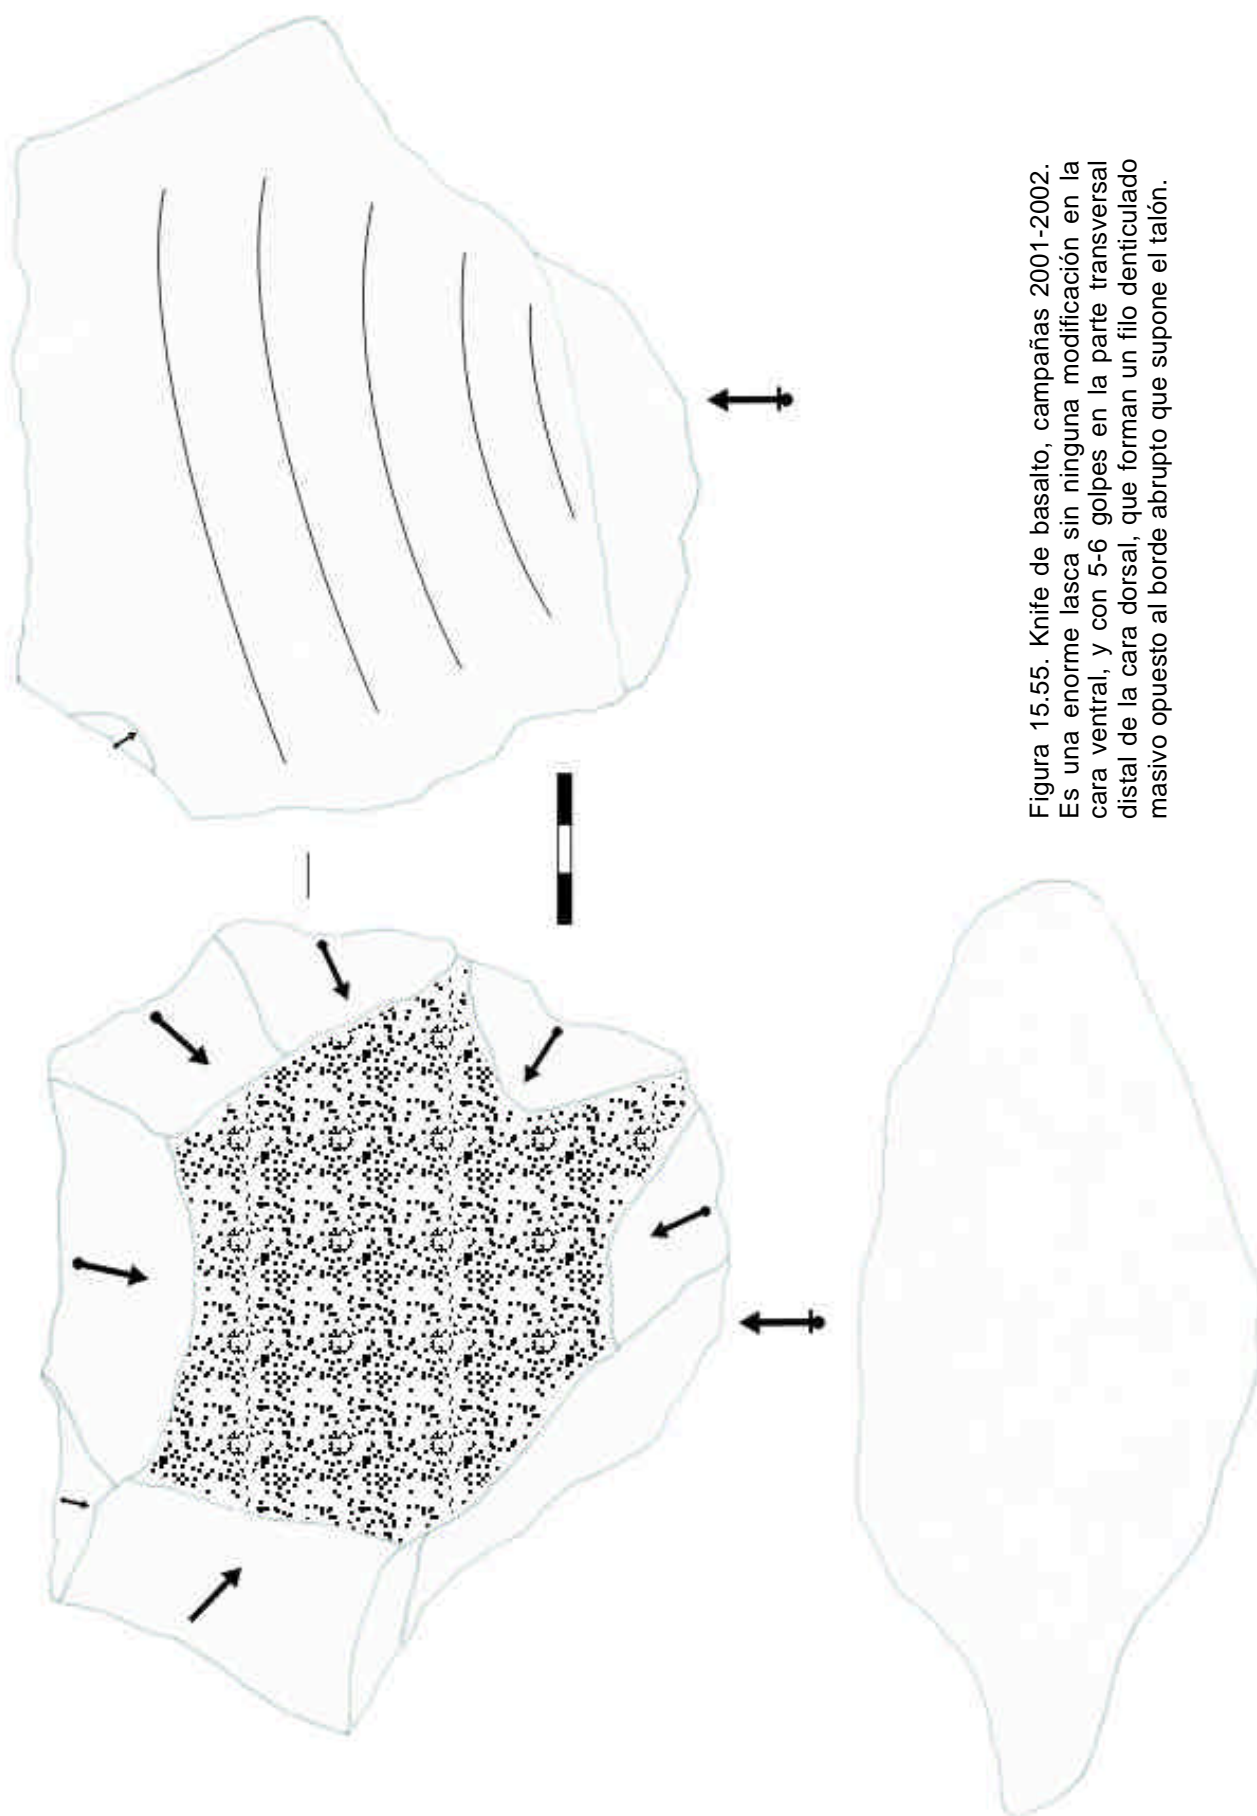 Figura 15.55. Knife de basalto, campañas 2001-2002.
Es una enorme lasca sin ninguna modificación en la
cara ventral, y con 5-6 golpes en la parte transversal
distal de la cara dorsal, que forman un filo denticulado
masivo opuesto al borde abrupto que supone el talón.